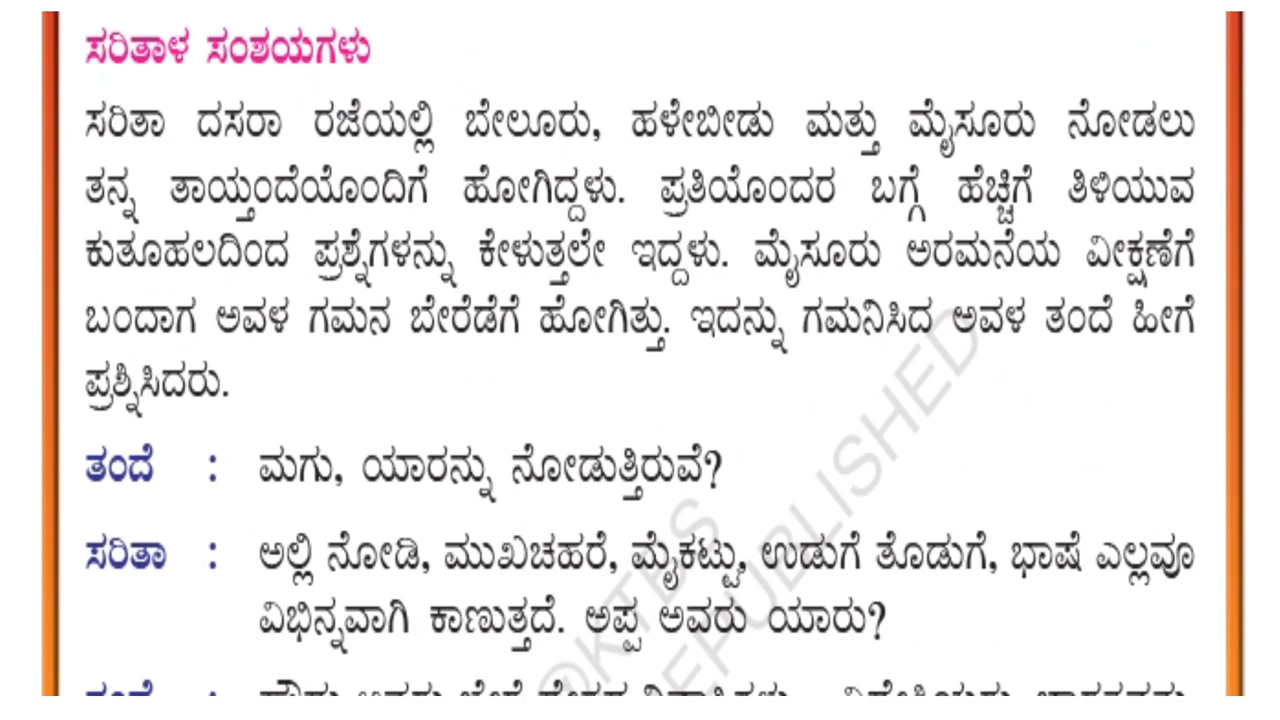 ಸರಿತಾಳ ಸಂಶಯಗಳು
ಸರಿತಾ ದಸರಾ ರಜೆಯಲ್ಲಿ ಬೇಲೂರು, ಹಳೇಬೀಡು ಮತ್ತು ಮೈಸೂರು ನೋಡಲು
ತನ್ನ ತಾಯ್ತಂದೆಯೊಂದಿಗೆ ಹೋಗಿದ್ದಳು. ಪ್ರತಿಯೊಂದರ ಬಗ್ಗೆ ಹೆಚ್ಚಿಗೆ ತಿಳಿಯುವ
ಕುತೂಹಲದಿಂದ ಪ್ರಶ್ನೆಗಳನ್ನು ಕೇಳುತ್ತಲೇ ಇದ್ದಳು. ಮೈಸೂರು ಅರಮನೆಯ ವೀಕ್ಷಣೆಗೆ
ಬಂದಾಗ ಅವಳ ಗಮನ ಬೇರೆಡೆಗೆ ಹೋಗಿತ್ತು. ಇದನ್ನು ಗಮನಿಸಿದ ಅವಳ ತಂದೆ ಹೀಗೆ
ಪ್ರಶ್ನಿಸಿದರು.
ತಂದೆ : ಮಗು, ಯಾರನ್ನು ನೋಡುತ್ತಿರುವೆ?
ಸರಿತಾ : ಅಲ್ಲಿ ನೋಡಿ, ಮುಖಚಹರೆ, ಮೈಕಟ್ಟು, ಉಡುಗೆ ತೊಡುಗೆ, ಭಾಷೆ ಎಲ್ಲವೂ
ವಿಭಿನ್ನವಾಗಿ ಕಾಣುತ್ತದೆ. ಅಪ್ಪ ಅವರು ಯಾರು?
@KTBS
EPUBLISHED